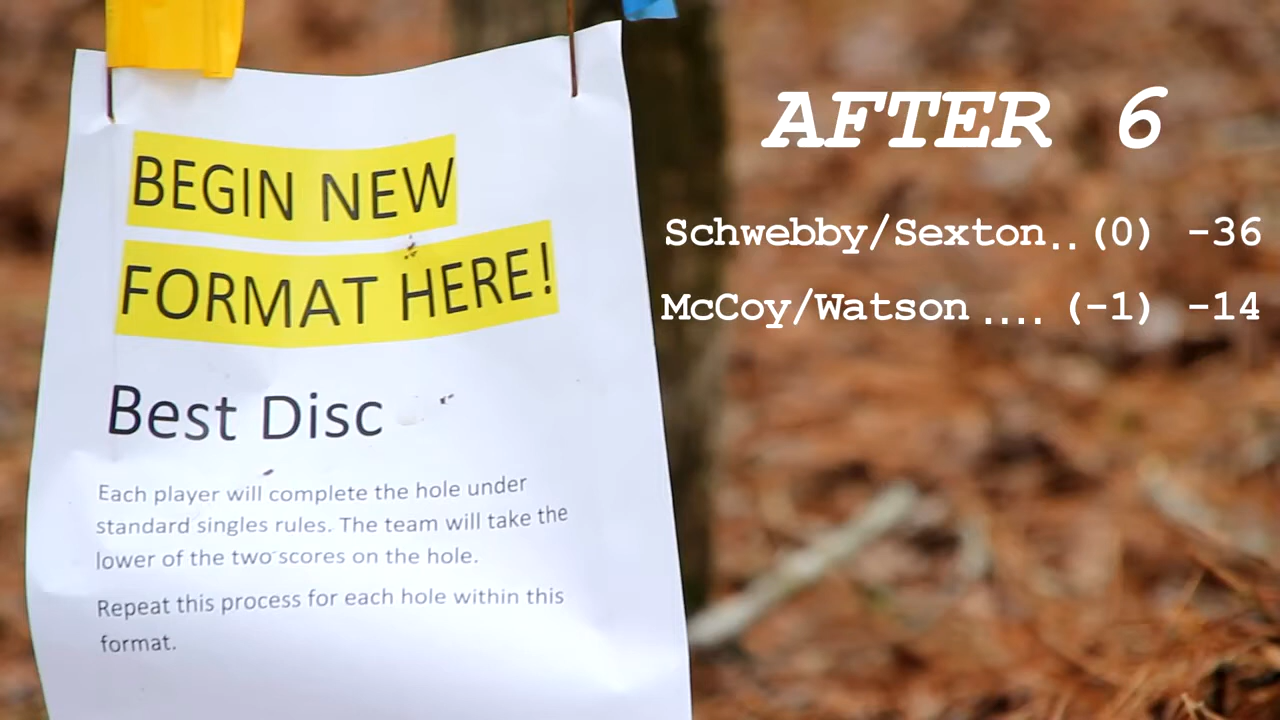 BEGIN NEW
FORMAT HERE!
Best Disc
Each player will complete the hole under
standard singles rules. The team will take the
lower of the two scores on the hole.
Repeat this process for each hole within this
format.
AFTER 6
Schwebby/Sexton..(0) -36
McCoy/Watson ....(-1) -14